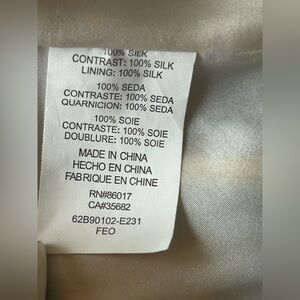 100% SILK
CONTRAST: 100% SILK
LINING: 100% SILK
100% SEDA
CONTRASTE: 100% SEDA
QUARNICION: 100% SEDA
100% SOIE
CONTRASTE: 100% SOIE
DOUBLURE: 100% SOIE
MADE IN CHINA
HECHO EN CHINA
FABRIQUE EN CHINE
RN#86017
CA#35682
62B90102-E231
FEO